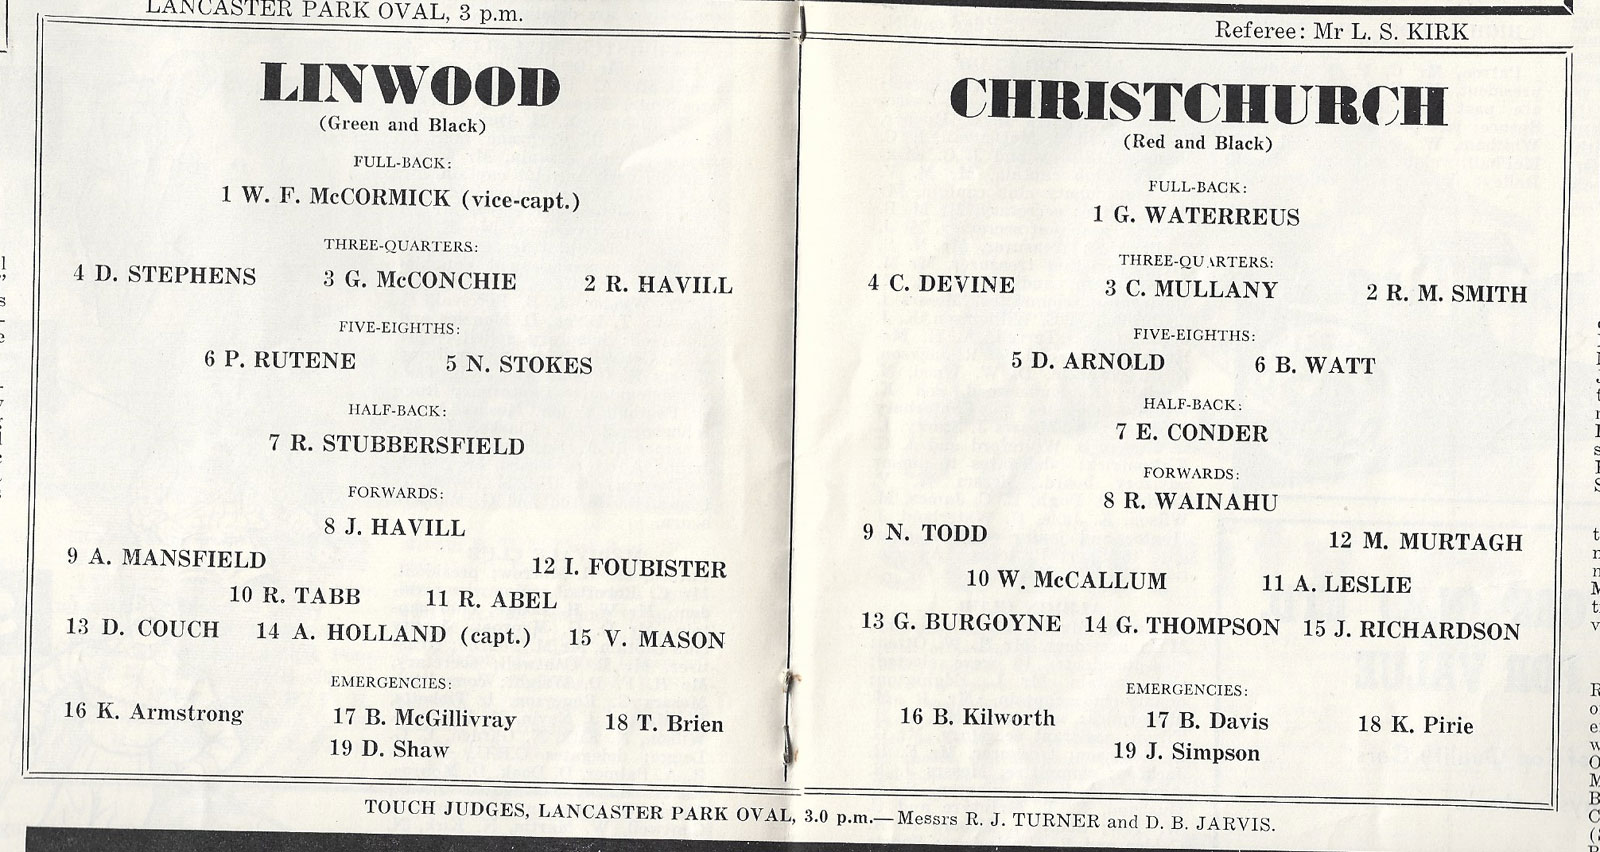 LANCASTER PARK OVAL, 3 p.m.
Referee: Mr L. S. KIRK
LINWOOD
(Green and Black)
FULL-BACK:
1 W. F. McCORMICK (vice-capt.)
THREE-QUARTERS:
4 D. STEPHENS 3 G. McCONCHIE 2 R. HAVILL
FIVE-EIGHTHS:
6 P. RUTENE 5 N. STOKES
HALF-BACK:
7 R. STUBBERSFIELD
FORWARDS:
8 J. HAVILL
9 A. MANSFIELD 12 I. FOUBISTER
10 R. TABB 11 R. ABEL
13 D. COUCH 14 A. HOLLAND (capt.) 15 V. MASON
EMERGENCIES:
16 K. Armstrong 17 B. McGillivray 18 T. Brien
19 D. Shaw
CHRISTCHURCH
(Red and Black)
FULL-BACK:
1 G. WATERREUS
THREE-QUARTERS:
4 C. DEVINE 3 C. MULLANY 2 R. M. SMITH
FIVE-EIGHTHS:
5 D. ARNOLD 6 B. WATT
HALF-BACK:
7 E. CONDER
FORWARDS:
8 R. WAINAHU
9 N. TODD 12 M. MURTAGH
10 W. McCALLUM 11 A. LESLIE
13 G. BURGOYNE 14 G. THOMPSON 15 J. RICHARDSON
EMERGENCIES:
16 B. Kilworth 17 B. Davis 18 K. Pirie
19 J. Simpson
TOUCH JUDGES, LANCASTER PARK OVAL, 3.0 p.m.—Messrs R. J. TURNER and D. B. JARVIS.